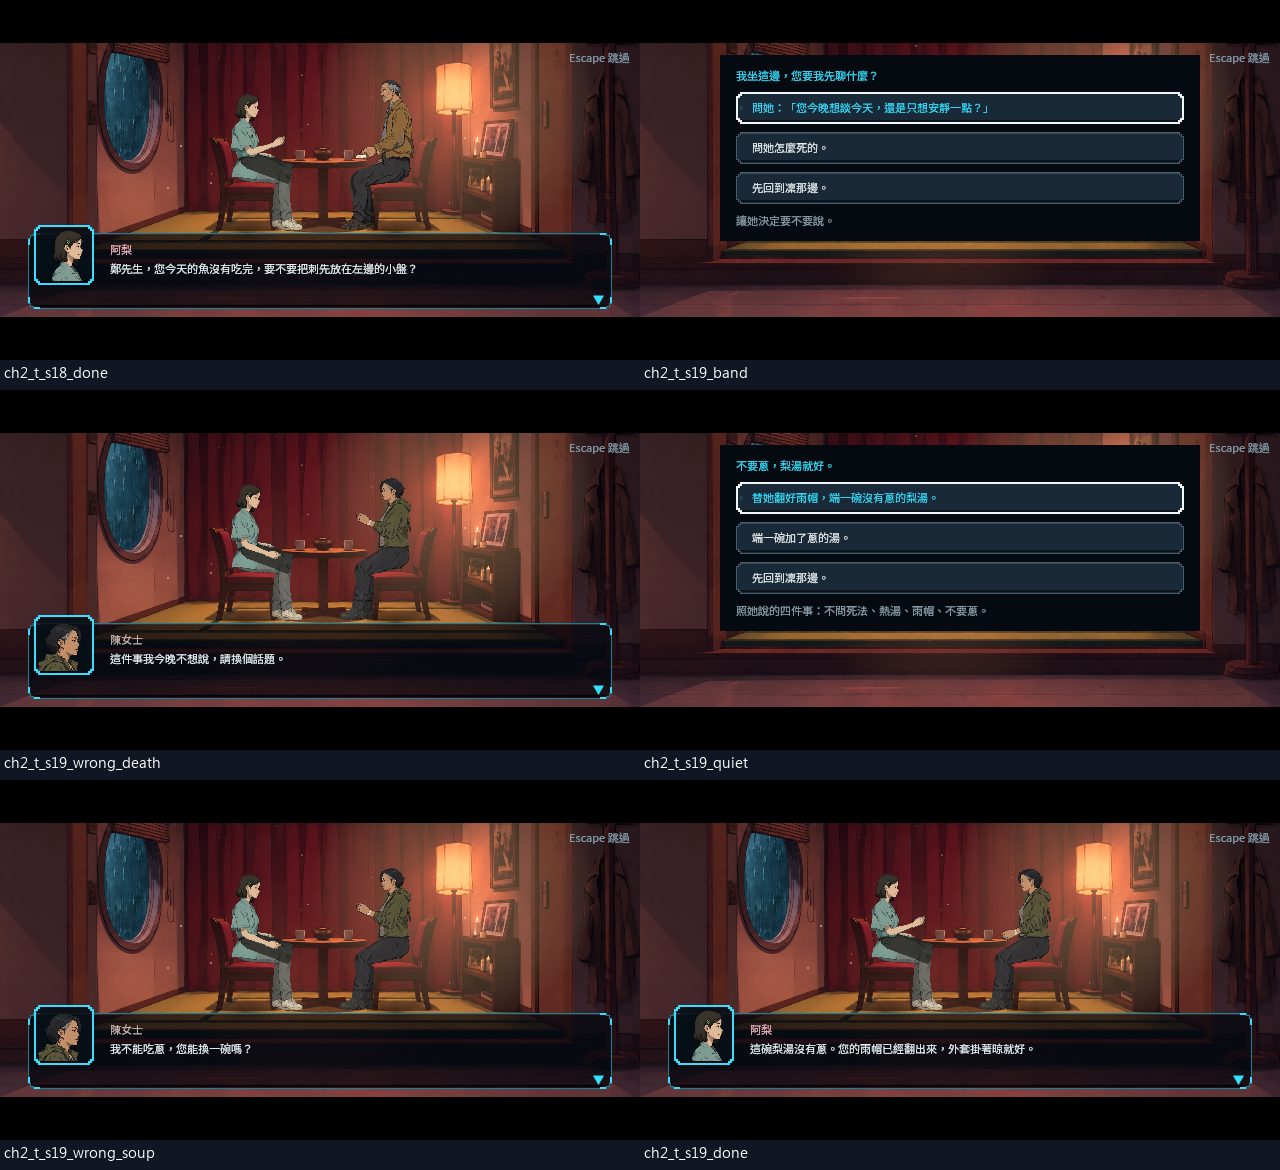 Escape 跳過
阿梨
鄭先生，您今天的魚沒有吃完，要不要把刺先放在左邊的小盤？
ch2_t_s18_done
Escape 跳過
我坐這邊，您要我先聊什麼？
問她：「您今晚想談今天，還是只想安靜一點？」
問她怎麼死的。
先回到凜那邊。
讓她決定要不要說。
ch2_t_s19_band
Escape 跳過
陳女士
這件事我今晚不想說，請換個話題。
ch2_t_s19_wrong_death
Escape 跳過
不要蔥，梨湯就好。
替她翻好雨帽，端一碗沒有蔥的梨湯。
端一碗加了蔥的湯。
先回到凜那邊。
照她說的四件事：不問死法、熱湯、雨帽、不要蔥。
ch2_t_s19_quiet
Escape 跳過
陳女士
我不能吃蔥，您能換一碗嗎？
ch2_t_s19_wrong_soup
Escape 跳過
阿梨
這碗梨湯沒有蔥。您的雨帽已經翻出來，外套掛著晾就好。
ch2_t_s19_done